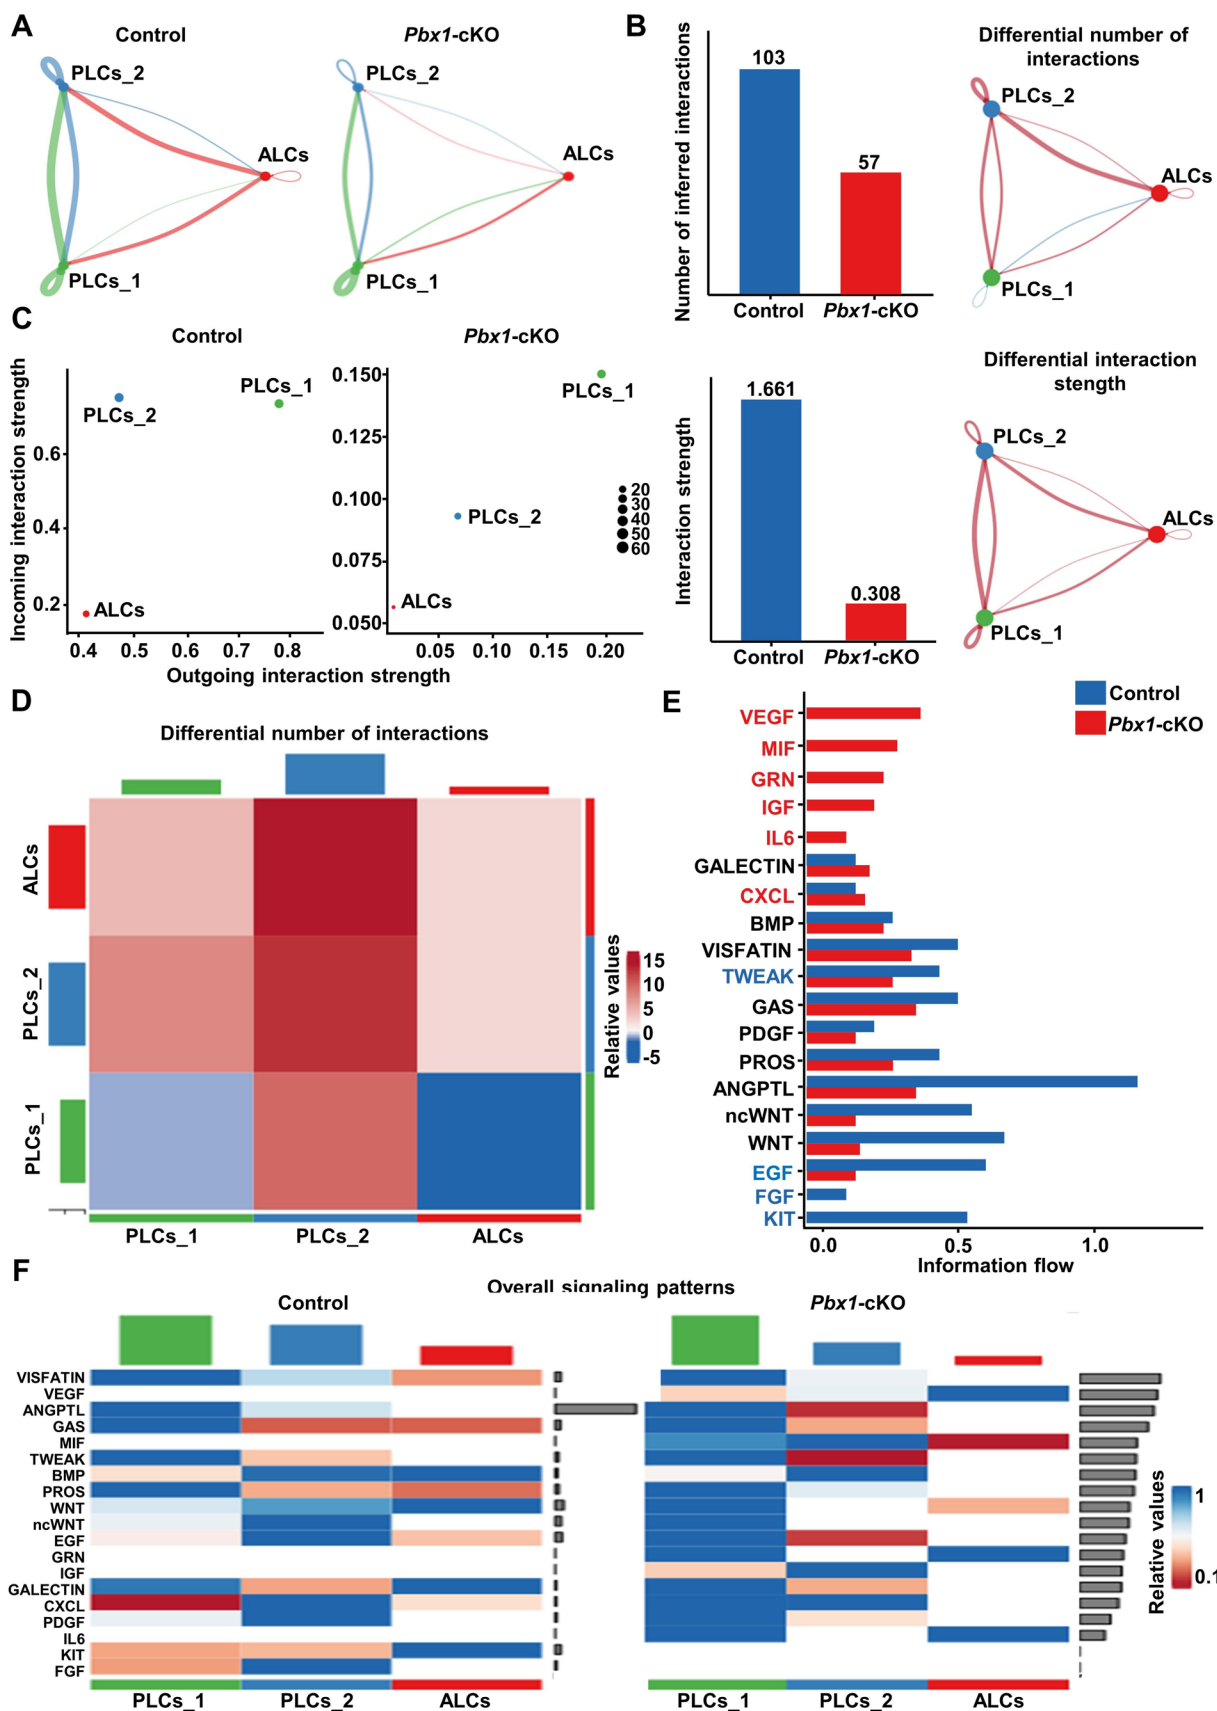 A
Control
Pbx1-cKO
PLCs_2
ALCs
PLCs_1
PLCs_2
ALCs
PLCs_1
B
Number of inferred interactions
103
57
Control
Pbx1-cKO
Differential number of
interactions
PLCs_2
ALCs
PLCs_1
Interaction strength
1.661
0.308
Control
Pbx1-cKO
Differential interaction
stength
PLCs_2
ALCs
PLCs_1
C
Control
Pbx1-cKO
Incoming interaction strength
0.6
0.4
0.2
PLCs_2
PLCs_1
ALCs
0.4
0.5
0.6
0.7
0.8
0.150
0.125
0.100
0.075
0.050
PLCs_1
PLCs_2
ALCs
20
30
40
50
60
0.05
0.10
0.15
0.20
Outgoing interaction strength
D
Differential number of interactions
ALCs
PLCs_2
PLCs_1
PLCs_1
PLCs_2
ALCs
Relative values
15
10
5
0
-5
E
Control
Pbx1-cKO
VEGF
MIF
GRN
IGF
IL6
GALECTIN
CXCL
BMP
VISFATIN
TWEAK
GAS
PDGF
PROS
ANGPTL
ncWNT
WNT
EGF
FGF
KIT
0.0
0.5
1.0
Information flow
F
Overall signaling patterns
Control
Pbx1-cKO
VISFATIN
VEGF
ANGPTL
GAS
MIF
TWEAK
BMP
PROS
WNT
ncWNT
EGF
GRN
IGF
GALECTIN
CXCL
PDGF
IL6
KIT
FGF
PLCs_1
PLCs_2
ALCs
PLCs_1
PLCs_2
ALCs
Relative values
1
0.1